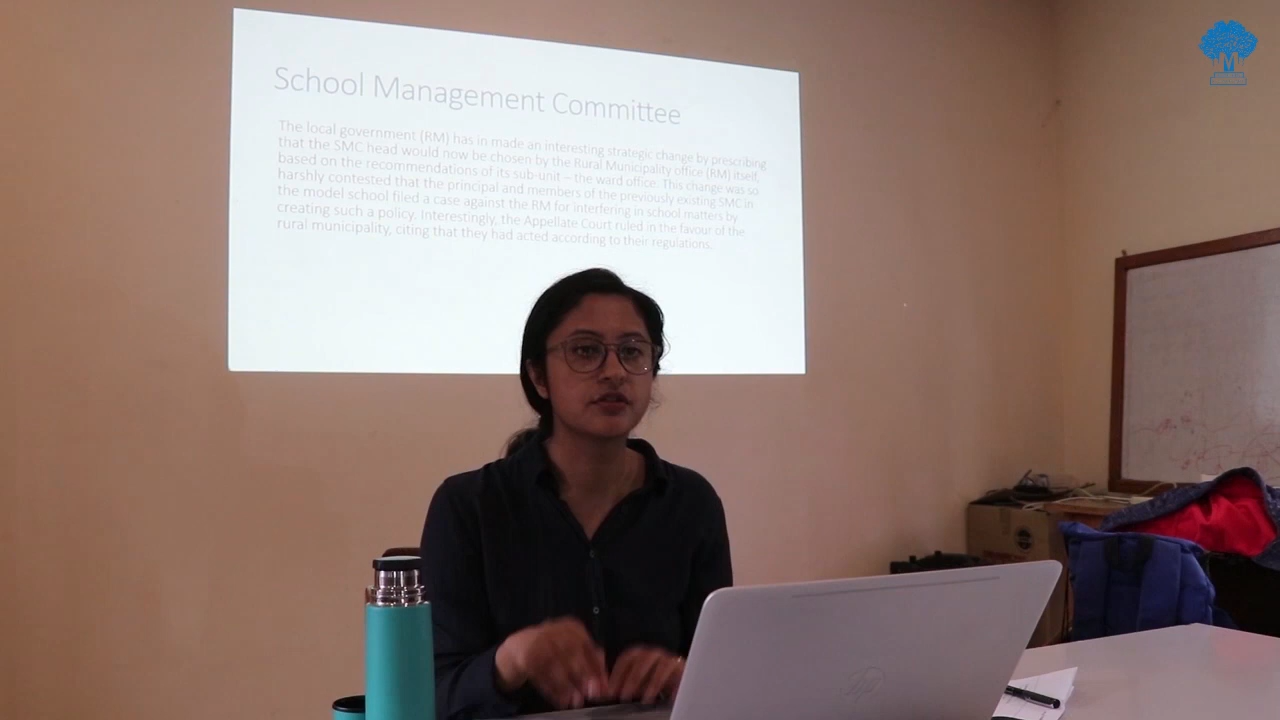 School Management Committee
The local government (RM) has in made an interesting strategic change by prescribing
that the SMC head would now be chosen by the Rural Municipality office (RM) itself,
based on the recommendations of its sub-unit – the ward office. This change was so
harshly contested that the principal and members of the previously existing SMC in
the model school filed a case against the RM for interfering in school matters by
creating such a policy. Interestingly, the Appellate Court ruled in the favour of the
rural municipality, citing that they had acted according to their regulations.
M
hp